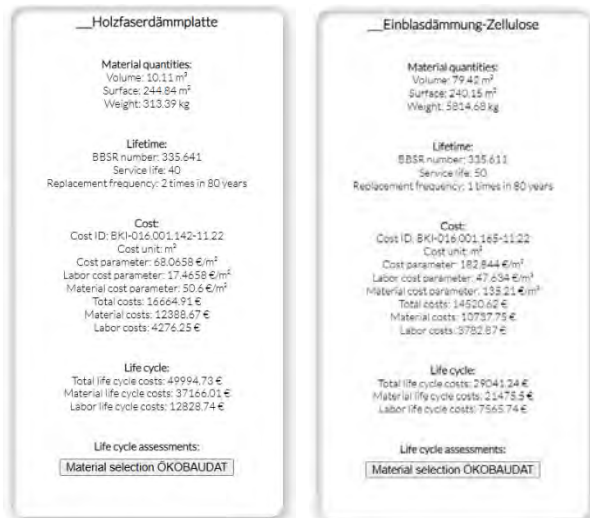 __Holzfaserdämmplatte
Material quantities:
Volume: 10.11 m³
Surface: 244.84 m²
Weight: 313.39 kg
Lifetime:
BBSR number: 335.641
Service life: 40
Replacement frequency: 2 times in 80 years
Cost:
Cost ID: BKI-016.001.142-11.22
Cost unit: m²
Cost parameter: 68.0658 €/m²
Labor cost parameter: 17.4658 €/m²
Material cost parameter: 50.6 €/m²
Total costs: 16664.91 €
Material costs: 12388.67 €
Labor costs: 4276.25 €
Life cycle:
Total life cycle costs: 49994.73 €
Material life cycle costs: 37166.01 €
Labor life cycle costs: 12828.74 €
Life cycle assessments:
Material selection ÖKOBAUDAT
__Einblasdämmung-Zellulose
Material quantities:
Volume: 79.42 m³
Surface: 240.15 m²
Weight: 5814.68 kg
Lifetime:
BBSR number: 335.611
Service life: 50
Replacement frequency: 1 times in 80 years
Cost:
Cost ID: BKI-016.001.165-11.22
Cost unit: m³
Cost parameter: 182.844 €/m³
Labor cost parameter: 47.634 €/m³
Material cost parameter: 135.21 €/m³
Total costs: 14520.62 €
Material costs: 10737.75 €
Labor costs: 3782.87 €
Life cycle:
Total life cycle costs: 29041.24 €
Material life cycle costs: 21475.5 €
Labor life cycle costs: 7565.74 €
Life cycle assessments:
Material selection ÖKOBAUDAT